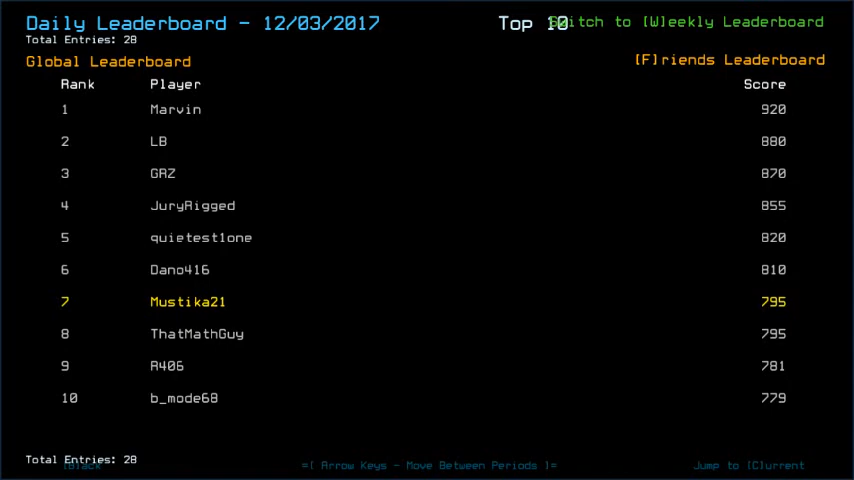 Daily Leaderboard - 12/03/2017 Top 10 Switch to [W]eekly Leaderboard
Total Entries: 28
Global Leaderboard [F]riends Leaderboard
Rank Player Score
1 Marvin 920
2 LB 880
3 GRZ 870
4 JuryRigged 855
5 quietest1one 820
6 Dano416 810
7 Mustika21 795
8 ThatMathGuy 795
9 R406 781
10 b_mode68 779
Total Entries: 28
[B]ack =[ Arrow Keys - Move Between Periods ]= Jump to [C]urrent